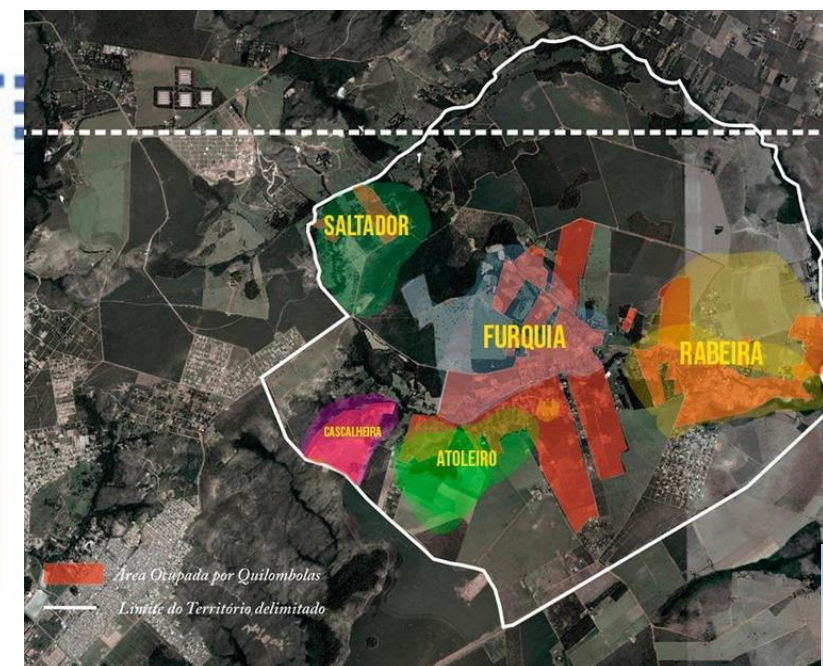 SALTADOR
FURQUIA
RABEIRA
CASCALHEIRA
ATOLEIRO
Área Ocupada por Quilombolas
Limite do Território delimitado